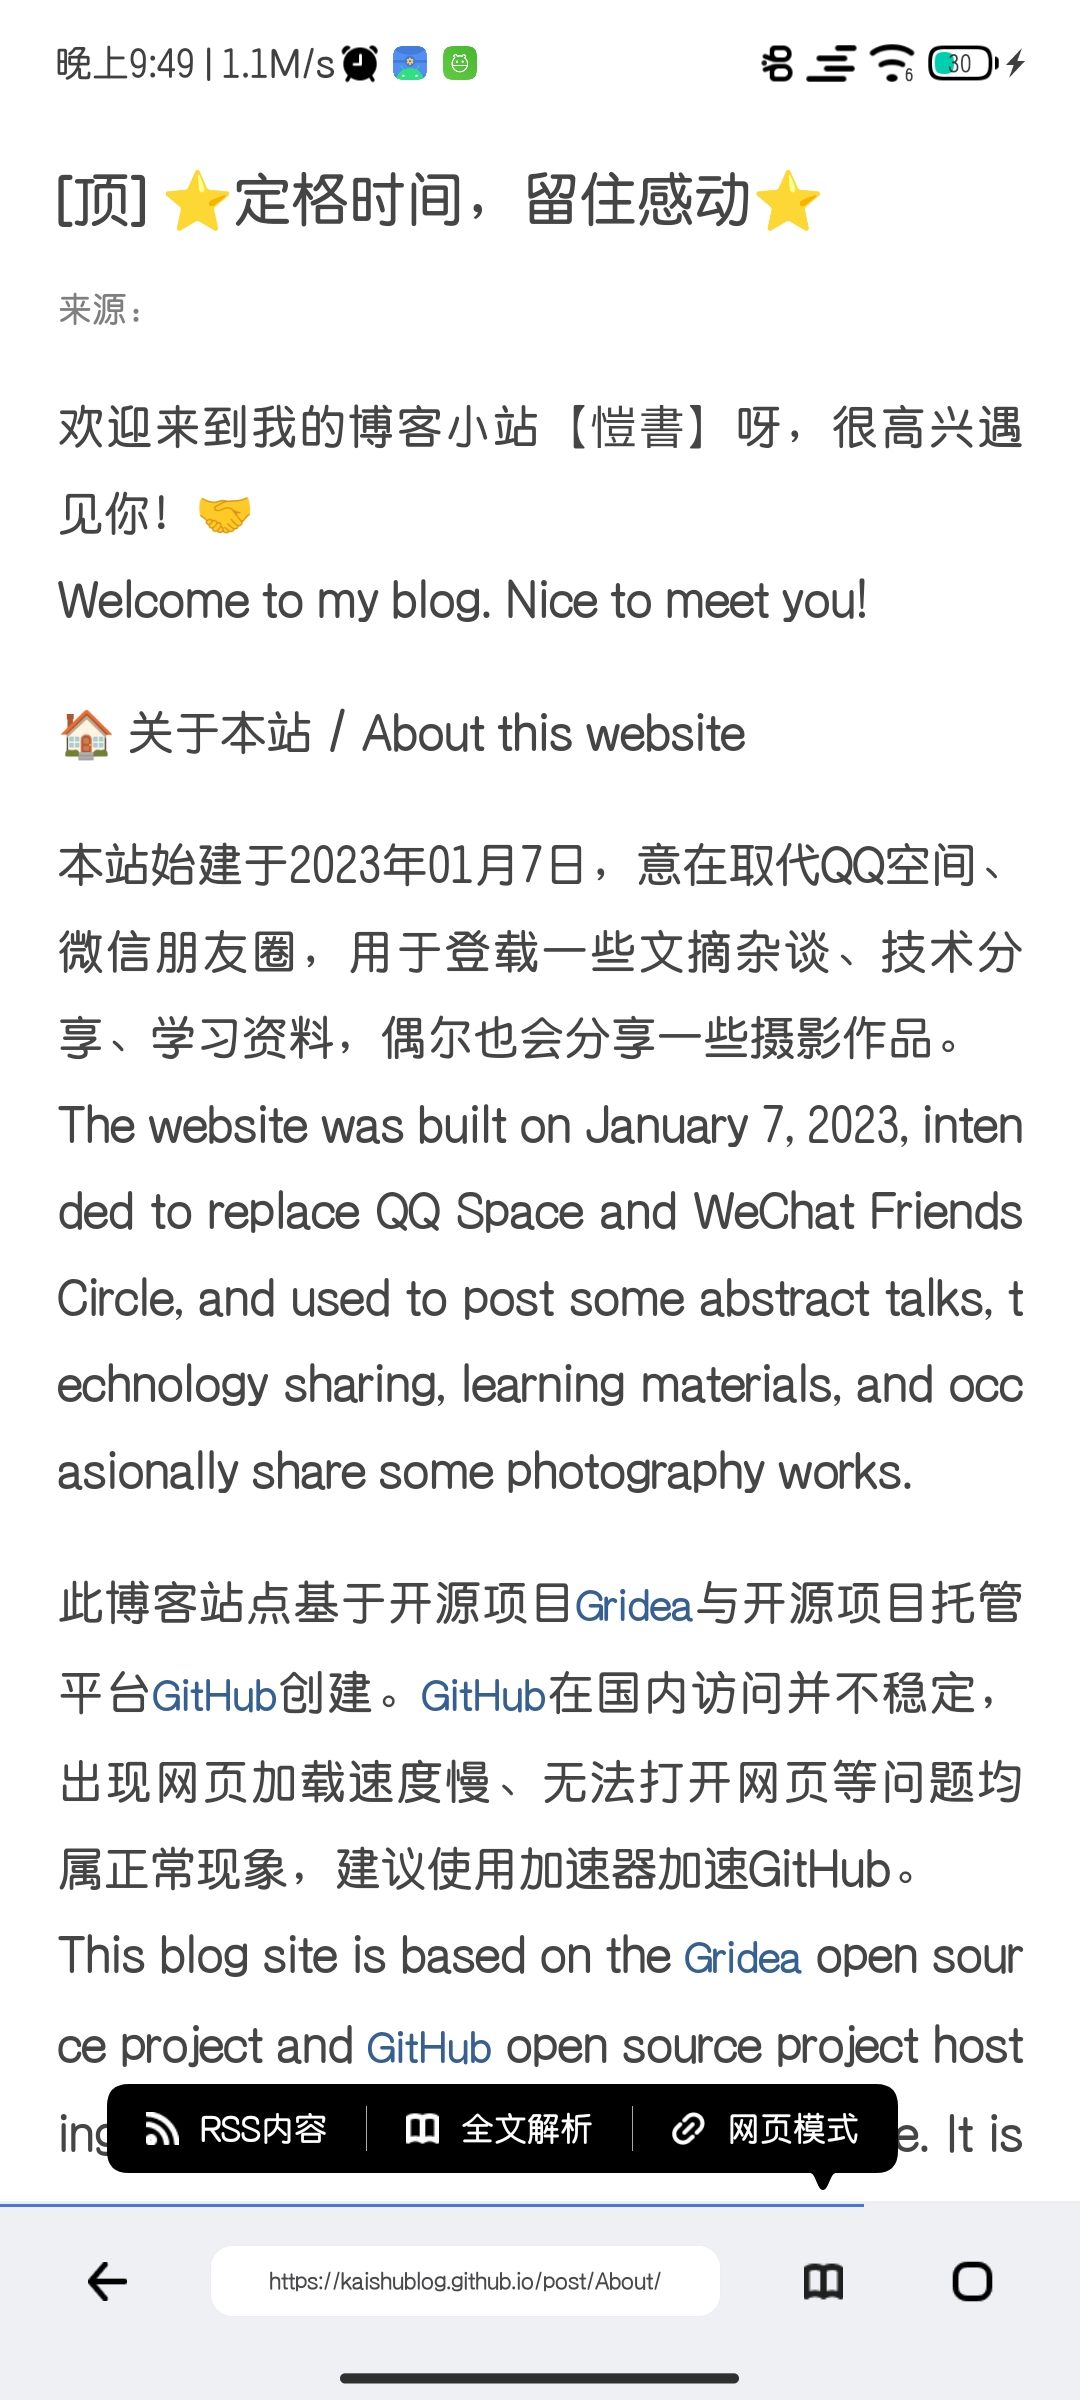 晚上9:49 | 1.1M/s
6
30
[顶] ⭐定格时间，留住感动⭐
来源：
欢迎来到我的博客小站【愷書】呀，很高兴遇
见你！🤝
Welcome to my blog. Nice to meet you!
🏠 关于本站 / About this website
本站始建于2023年01月7日，意在取代QQ空间、
微信朋友圈，用于登载一些文摘杂谈、技术分
享、学习资料，偶尔也会分享一些摄影作品。
The website was built on January 7, 2023, inten
ded to replace QQ Space and WeChat Friends
Circle, and used to post some abstract talks, t
echnology sharing, learning materials, and occ
asionally share some photography works.
此博客站点基于开源项目Gridea与开源项目托管
平台GitHub创建。GitHub在国内访问并不稳定，
出现网页加载速度慢、无法打开网页等问题均
属正常现象，建议使用加速器加速GitHub。
This blog site is based on the Gridea open sour
ce project and GitHub open source project host
ing e. It is
RSS内容 全文解析 网页模式
https://kaishublog.github.io/post/About/